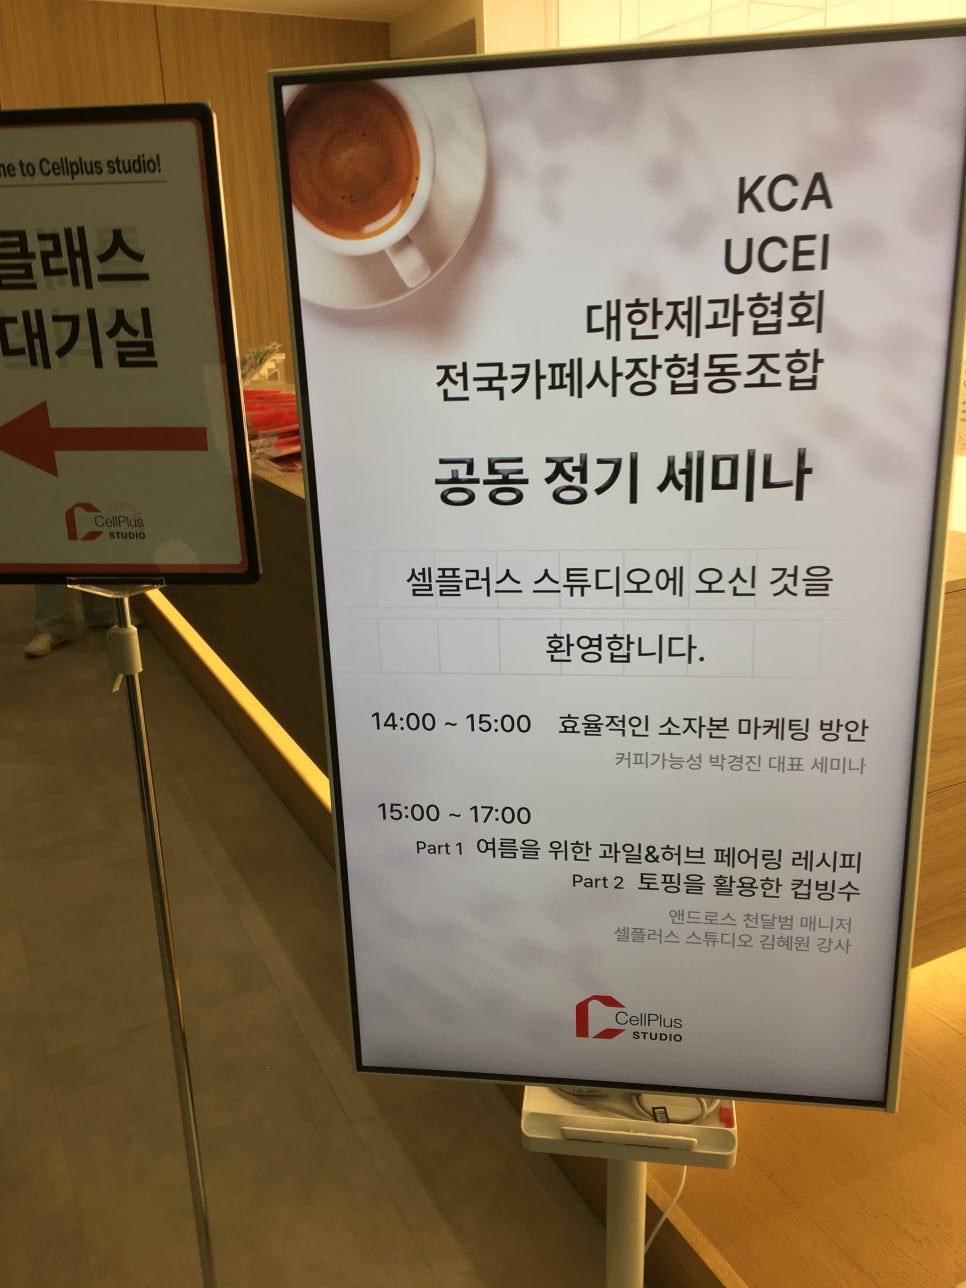 to Cellplus studio!
클래스
대기실
CellPlus
STUDIO
KCA
UCEI
대한제과협회
전국카페사장협동조합
공동 정기 세미나
셀플러스 스튜디오에 오신 것을
환영합니다.
14:00 ~ 15:00 효율적인 소자본 마케팅 방안
커피가능성 박경진 대표 세미나
15:00 ~ 17:00
Part 1 여름을 위한 과일&허브 페어링 레시피
Part 2 토핑을 활용한 컵빙수
앤드로스 천달범 매니저
셀플러스 스튜디오 김혜원 강사
CellPlus
STUDIO